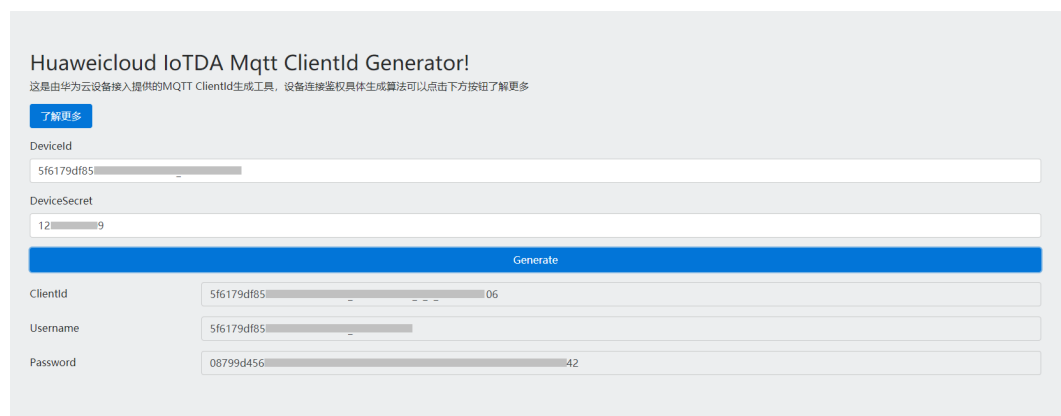 Huaweicloud IoTDA Mqtt ClientId Generator!
这是由华为云设备接入提供的MQTT ClientId生成工具，设备连接鉴权具体生成算法可以点击下方按钮了解更多
了解更多
DeviceId
5f6179df85 _
DeviceSecret
12 9
Generate
ClientId 5f6179df85 _ _ _ _ 06
Username 5f6179df85 _
Password 08799d456 42